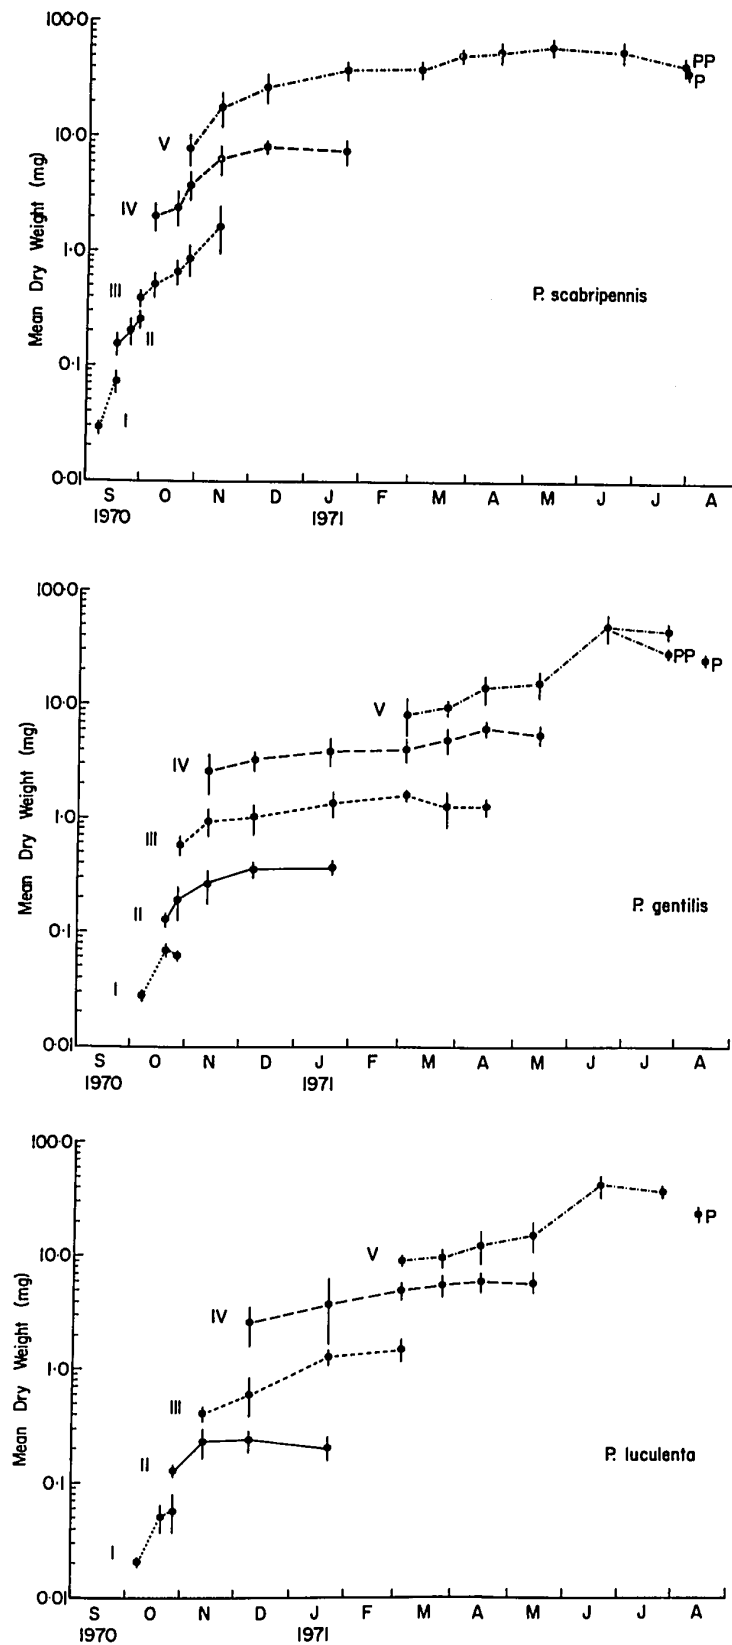 100·0
10·0
1·0
0·1
0·01
Mean Dry Weight (mg)
I
II
III
IV
V
PP
P
P. scabripennis
S O N D J F M A M J J A
1970 1971
100·0
10·0
1·0
0·1
0·01
Mean Dry Weight (mg)
I
II
III
IV
V
PP
P
P. gentilis
S O N D J F M A M J J A
1970 1971
100·0
10·0
1·0
0·1
0·01
Mean Dry Weight (mg)
I
II
III
IV
V
P
P. luculenta
S O N D J F M A M J J A
1970 1971